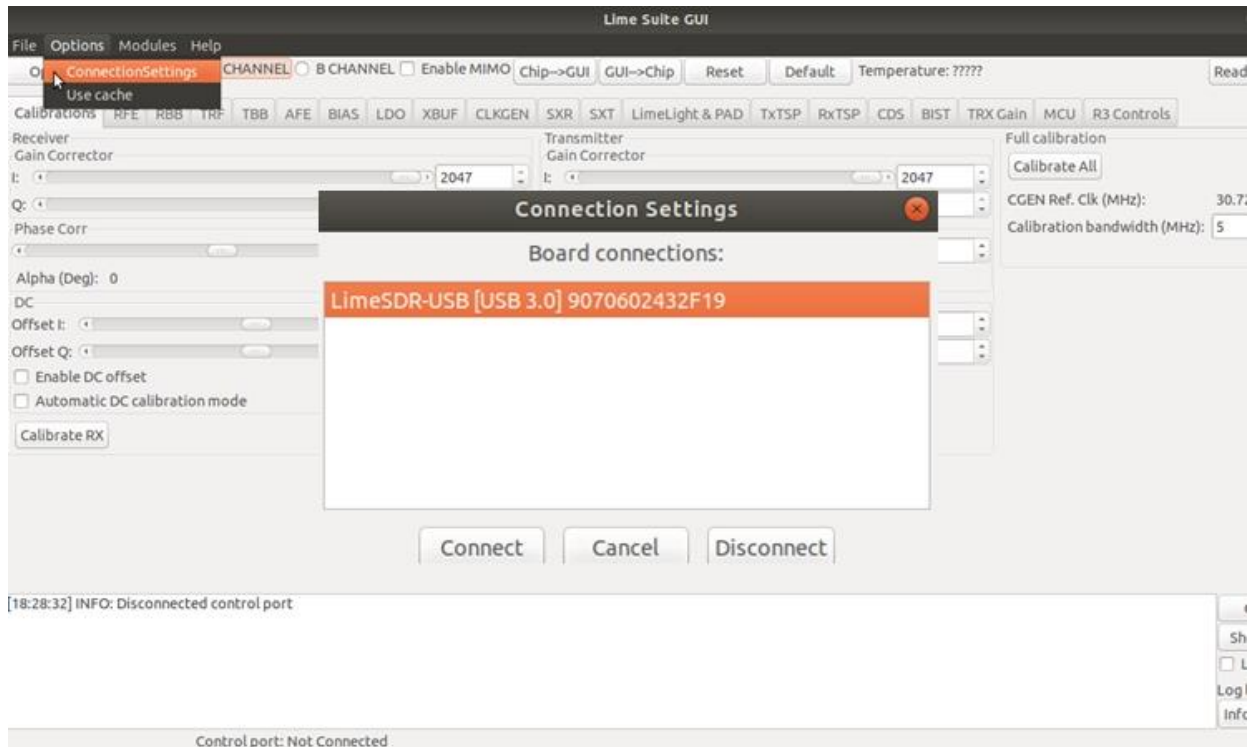 Lime Suite GUI
File Options Modules Help
ConnectionSettings
Use cache
CHANNEL B CHANNEL Enable MIMO Chip-->GUI GUI-->Chip Reset Default Temperature: ????? Read
Calibrations RFE RBB TRF TBB AFE BIAS LDO XBUF CLKGEN SXR SXT LimeLight & PAD TxTSP RxTSP CDS BIST TRX Gain MCU R3 Controls
Receiver
Gain Corrector
I: 2047
Q:
Phase Corr
Alpha (Deg): 0
DC
Offset I:
Offset Q:
Enable DC offset
Automatic DC calibration mode
Calibrate RX
Transmitter
Gain Corrector
I: 2047
Full calibration
Calibrate All
CGEN Ref. Clk (MHz): 30.72
Calibration bandwidth (MHz): 5
Connection Settings
Board connections:
LimeSDR-USB [USB 3.0] 9070602432F19
Connect Cancel Disconnect
[18:28:32] INFO: Disconnected control port
Control port: Not Connected